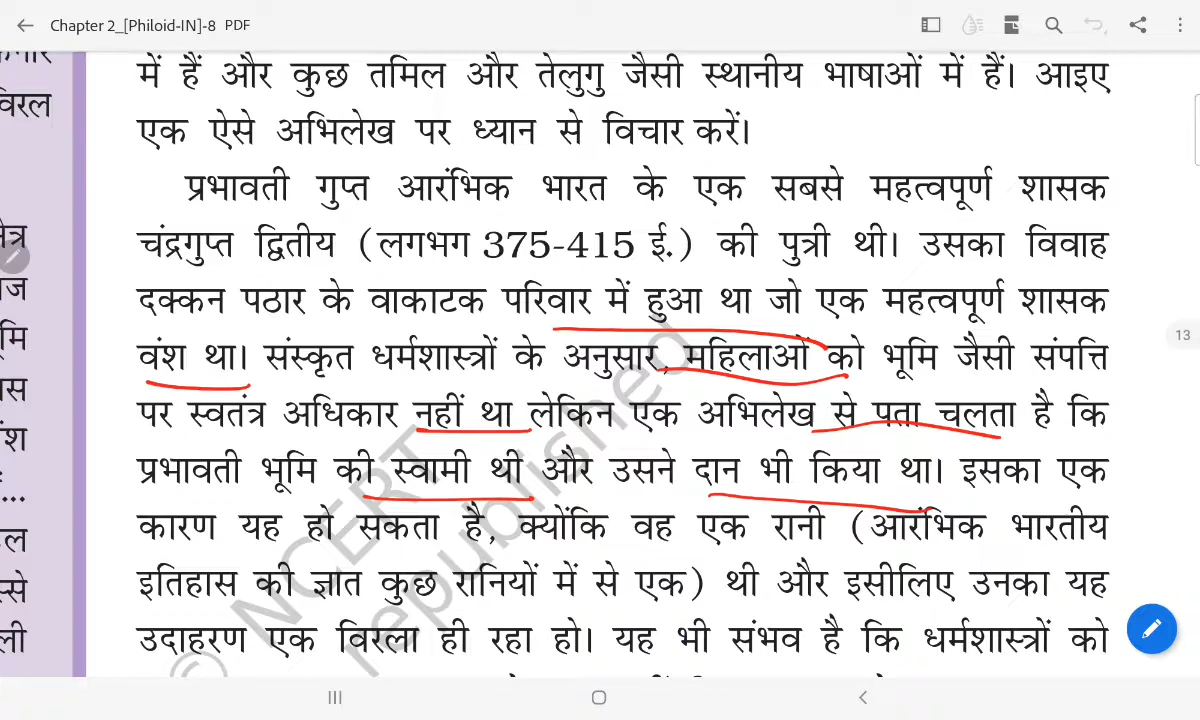 Chapter 2_[Philoid-IN]-8 PDF
में हैं और कुछ तमिल और तेलुगु जैसी स्थानीय भाषाओं में हैं। आइए
विरल
एक ऐसे अभिलेख पर ध्यान से विचार करें।
प्रभावती गुप्त आरंभिक भारत के एक सबसे महत्वपूर्ण शासक
चंद्रगुप्त द्वितीय (लगभग 375-415 ई.) की पुत्री थी। उसका विवाह
दक्कन पठार के वाकाटक परिवार में हुआ था जो एक महत्वपूर्ण शासक
13
वंश था। संस्कृत धर्मशास्त्रों के अनुसार, महिलाओं को भूमि जैसी संपत्ति
पर स्वतंत्र अधिकार नहीं था लेकिन एक अभिलेख से पता चलता है कि
प्रभावती भूमि की स्वामी थी और उसने दान भी किया था। इसका एक
कारण यह हो सकता है, क्योंकि वह एक रानी (आरंभिक भारतीय
इतिहास की ज्ञात कुछ रानियों में से एक) थी और इसीलिए उनका यह
उदाहरण एक विरला ही रहा हो। यह भी संभव है कि धर्मशास्त्रों को
© NCERT
republished